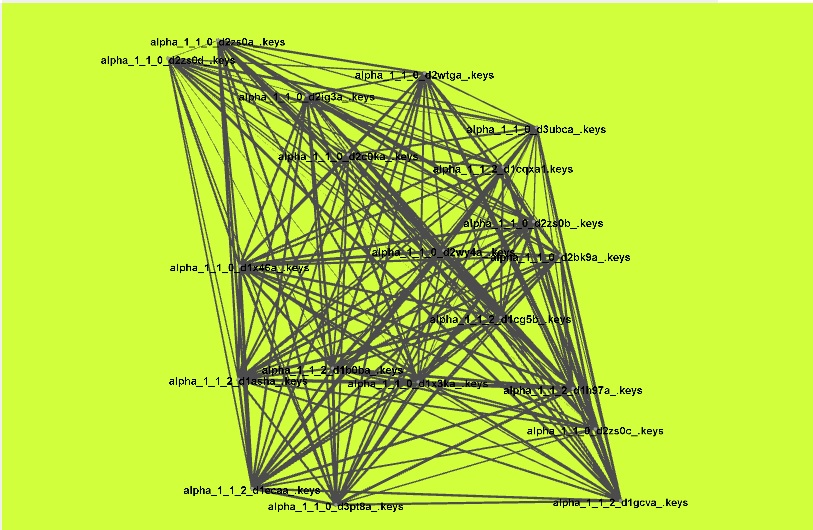 alpha_1_1_0_d2zs0a_.keys
alpha_1_1_0_d2zs0d_.keys
alpha_1_1_0_d2wtga_.keys
alpha_1_1_0_d2ig3a_.keys
alpha_1_1_0_d3ubca_.keys
alpha_1_1_0_d2c0ka_.keys
alpha_1_1_2_d1cqxa1.keys
alpha_1_1_0_d2zs0b_.keys
alpha_1_1_0_d2wy4a_.keys
alpha_1_1_0_d2bk9a_.keys
alpha_1_1_0_d1x46a_.keys
alpha_1_1_2_d1cg5b_.keys
alpha_1_1_2_d1b0ba_.keys
alpha_1_1_2_d1asha_.keys
alpha_1_1_0_d1x3ka_.keys
alpha_1_1_2_d1h97a_.keys
alpha_1_1_0_d2zs0c_.keys
alpha_1_1_2_d1ecaa_.keys
alpha_1_1_0_d3pt8a_.keys
alpha_1_1_2_d1gcva_.keys